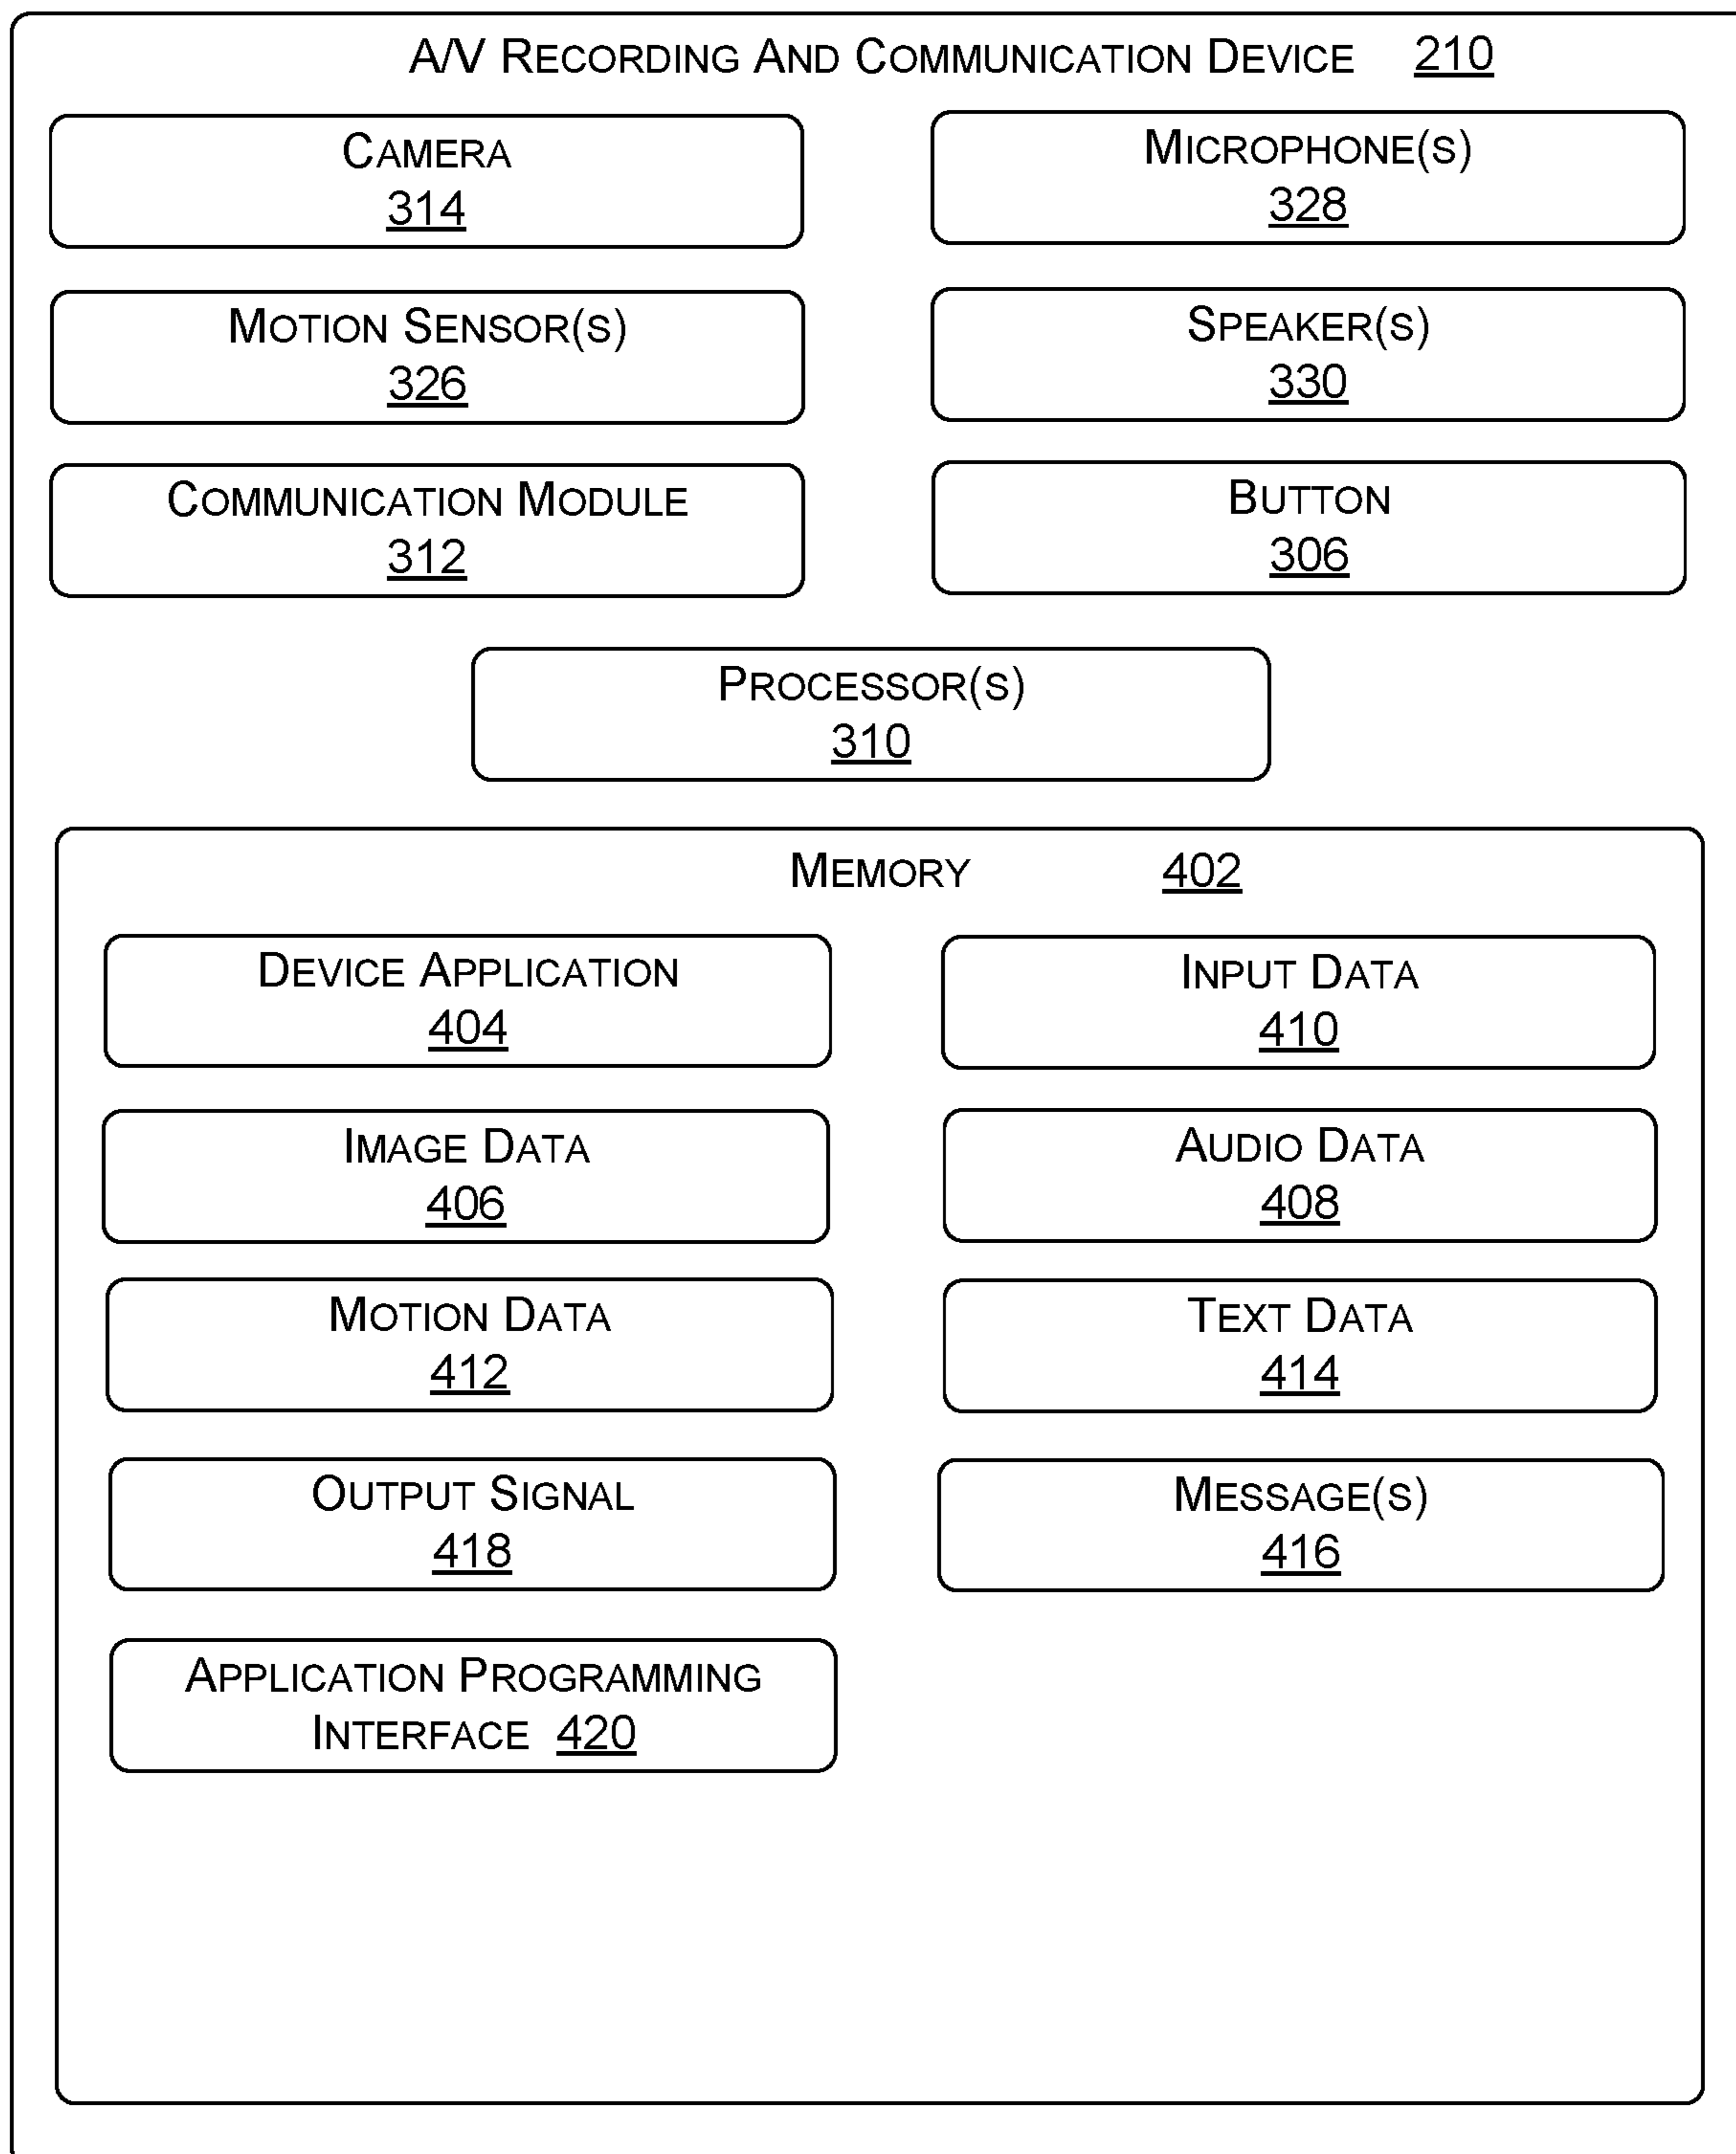 A/V RECORDING AND COMMUNICATION DEVICE 210
CAMERA
314
MICROPHONE(S)
328
MOTION SENSOR(S)
326
SPEAKER(S)
330
COMMUNICATION MODULE
312
BUTTON
306
PROCESSOR(S)
310
MEMORY 402
DEVICE APPLICATION
404
INPUT DATA
410
IMAGE DATA
406
AUDIO DATA
408
MOTION DATA
412
TEXT DATA
414
OUTPUT SIGNAL
418
MESSAGE(S)
416
APPLICATION PROGRAMMING
INTERFACE 420